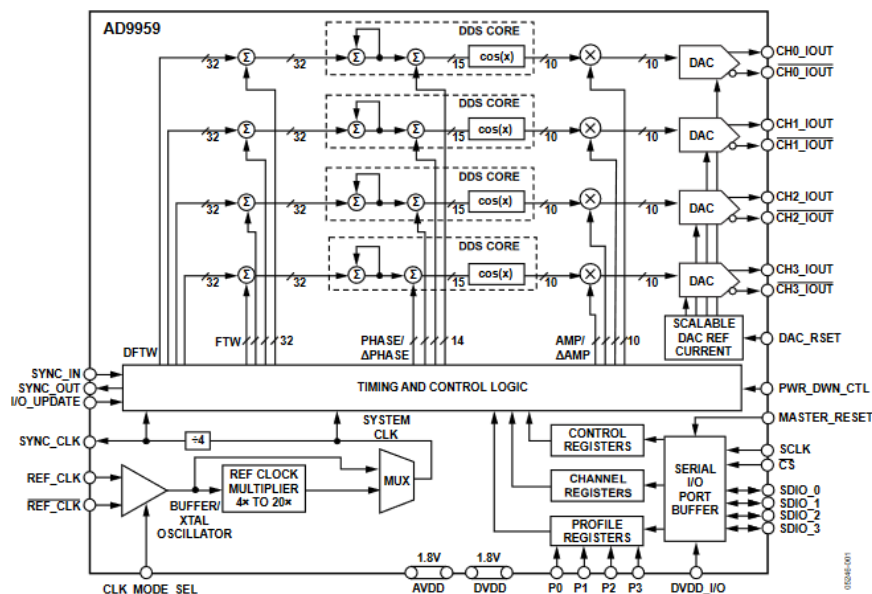 AD9959
DDS CORE
32
Σ
32
Σ
Σ
15
cos(x)
10
×
10
DAC
CH0_IOUT
CH0_IOUT
DDS CORE
32
Σ
32
Σ
Σ
15
cos(x)
10
×
10
DAC
CH1_IOUT
CH1_IOUT
DDS CORE
32
Σ
32
Σ
Σ
15
cos(x)
10
×
10
DAC
CH2_IOUT
CH2_IOUT
DDS CORE
32
Σ
32
Σ
Σ
15
cos(x)
10
×
10
DAC
CH3_IOUT
CH3_IOUT
DFTW
FTW
32
PHASE/
ΔPHASE
14
AMP/
ΔAMP
10
SCALABLE
DAC REF
CURRENT
DAC_RSET
SYNC_IN
SYNC_OUT
I/O_UPDATE
TIMING AND CONTROL LOGIC
PWR_DWN_CTL
SYNC_CLK
÷4
SYSTEM
CLK
MASTER_RESET
REF_CLK
REF_CLK
BUFFER/
XTAL
OSCILLATOR
REF CLOCK
MULTIPLIER
4× TO 20×
MUX
CONTROL
REGISTERS
CHANNEL
REGISTERS
PROFILE
REGISTERS
SERIAL
I/O
PORT
BUFFER
SCLK
CS
SDIO_0
SDIO_1
SDIO_2
SDIO_3
CLK_MODE_SEL
1.8V
AVDD
1.8V
DVDD
P0
P1
P2
P3
DVDD_I/O
05246-001